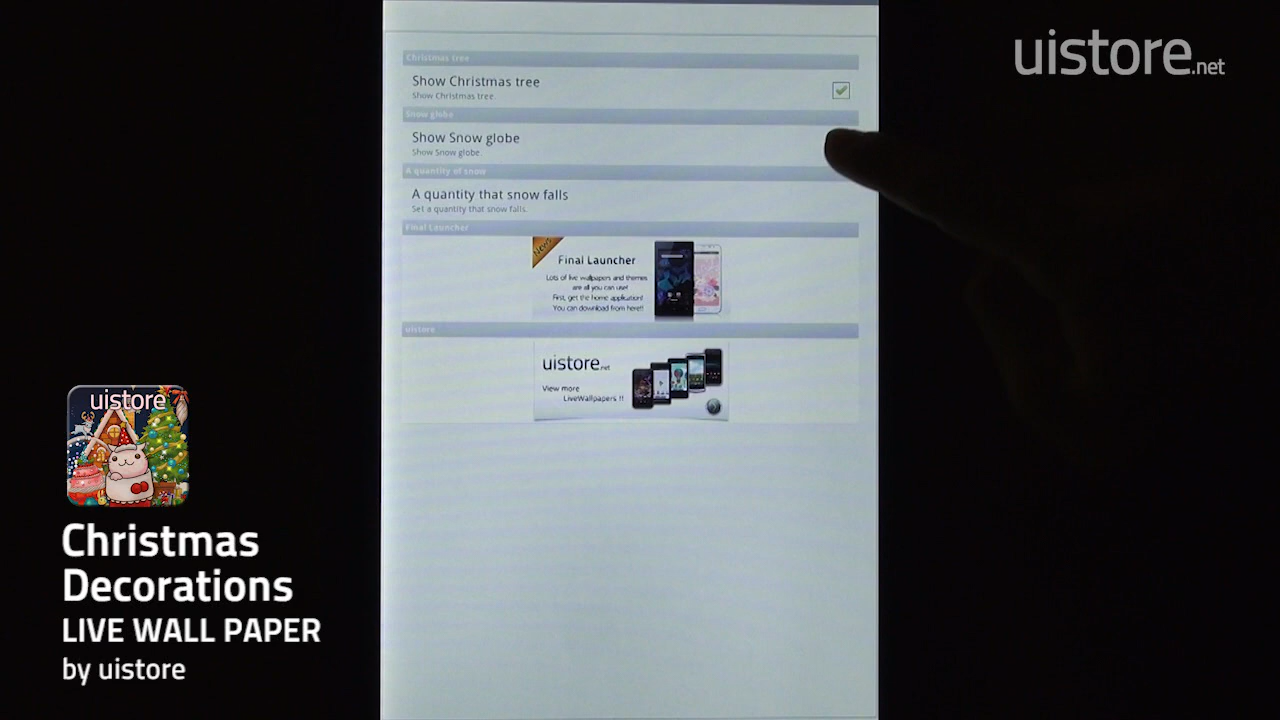 uistore.net
Christmas tree
Show Christmas tree
Show Christmas tree.
Snow globe
Show Snow globe
Show Snow globe.
A quantity of snow
A quantity that snow falls
Set a quantity that snow falls.
Final Launcher
News
Final Launcher
Lots of live wallpapers and themes
are all you can use!
First, get the home application!
You can download from here!!
uistore
uistore.net
View more
LiveWallpapers !!
uistore
Christmas
Decorations
LIVE WALL PAPER
by uistore